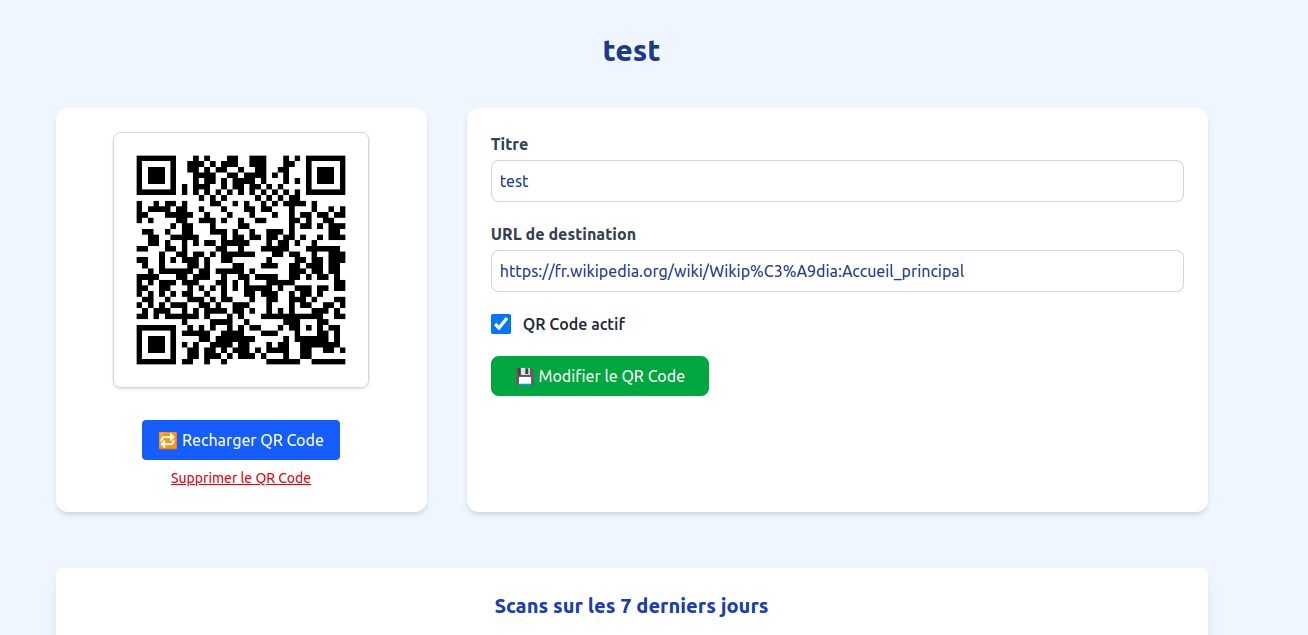 test
Titre
test
URL de destination
https://fr.wikipedia.org/wiki/Wikip%C3%A9dia:Accueil_principal
QR Code actif
💾 Modifier le QR Code
🔁 Recharger QR Code
Supprimer le QR Code
Scans sur les 7 derniers jours